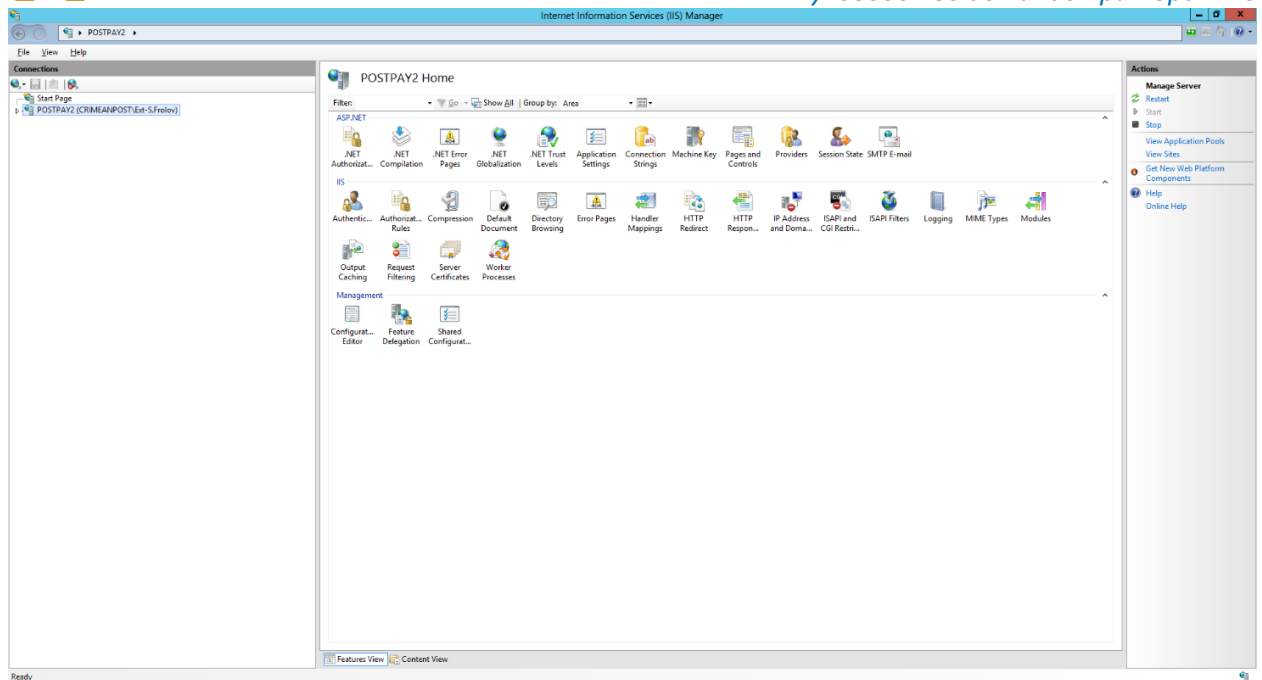 Internet Information Services (IIS) Manager
POSTPAY2
File View Help
Connections
Start Page
POSTPAY2 (CRIMEANPOST\Ext-S.Frolov)
POSTPAY2 Home
Filter: Go Show All Group by: Area
ASP.NET
.NET Authorizat... .NET Compilation .NET Error Pages .NET Globalization .NET Trust Levels Application Settings Connection Strings Machine Key Pages and Controls Providers Session State SMTP E-mail
IIS
Authentic... Authorizat... Rules Compression Default Document Directory Browsing Error Pages Handler Mappings HTTP Redirect HTTP Respon... IP Address and Doma... ISAPI and CGI Restri... ISAPI Filters Logging MIME Types Modules
Output Caching Request Filtering Server Certificates Worker Processes
Management
Configurat... Editor Feature Delegation Shared Configurat...
Features View Content View
Ready
Actions
Manage Server
Restart
Start
Stop
View Application Pools
View Sites
Get New Web Platform
Components
Help
Online Help